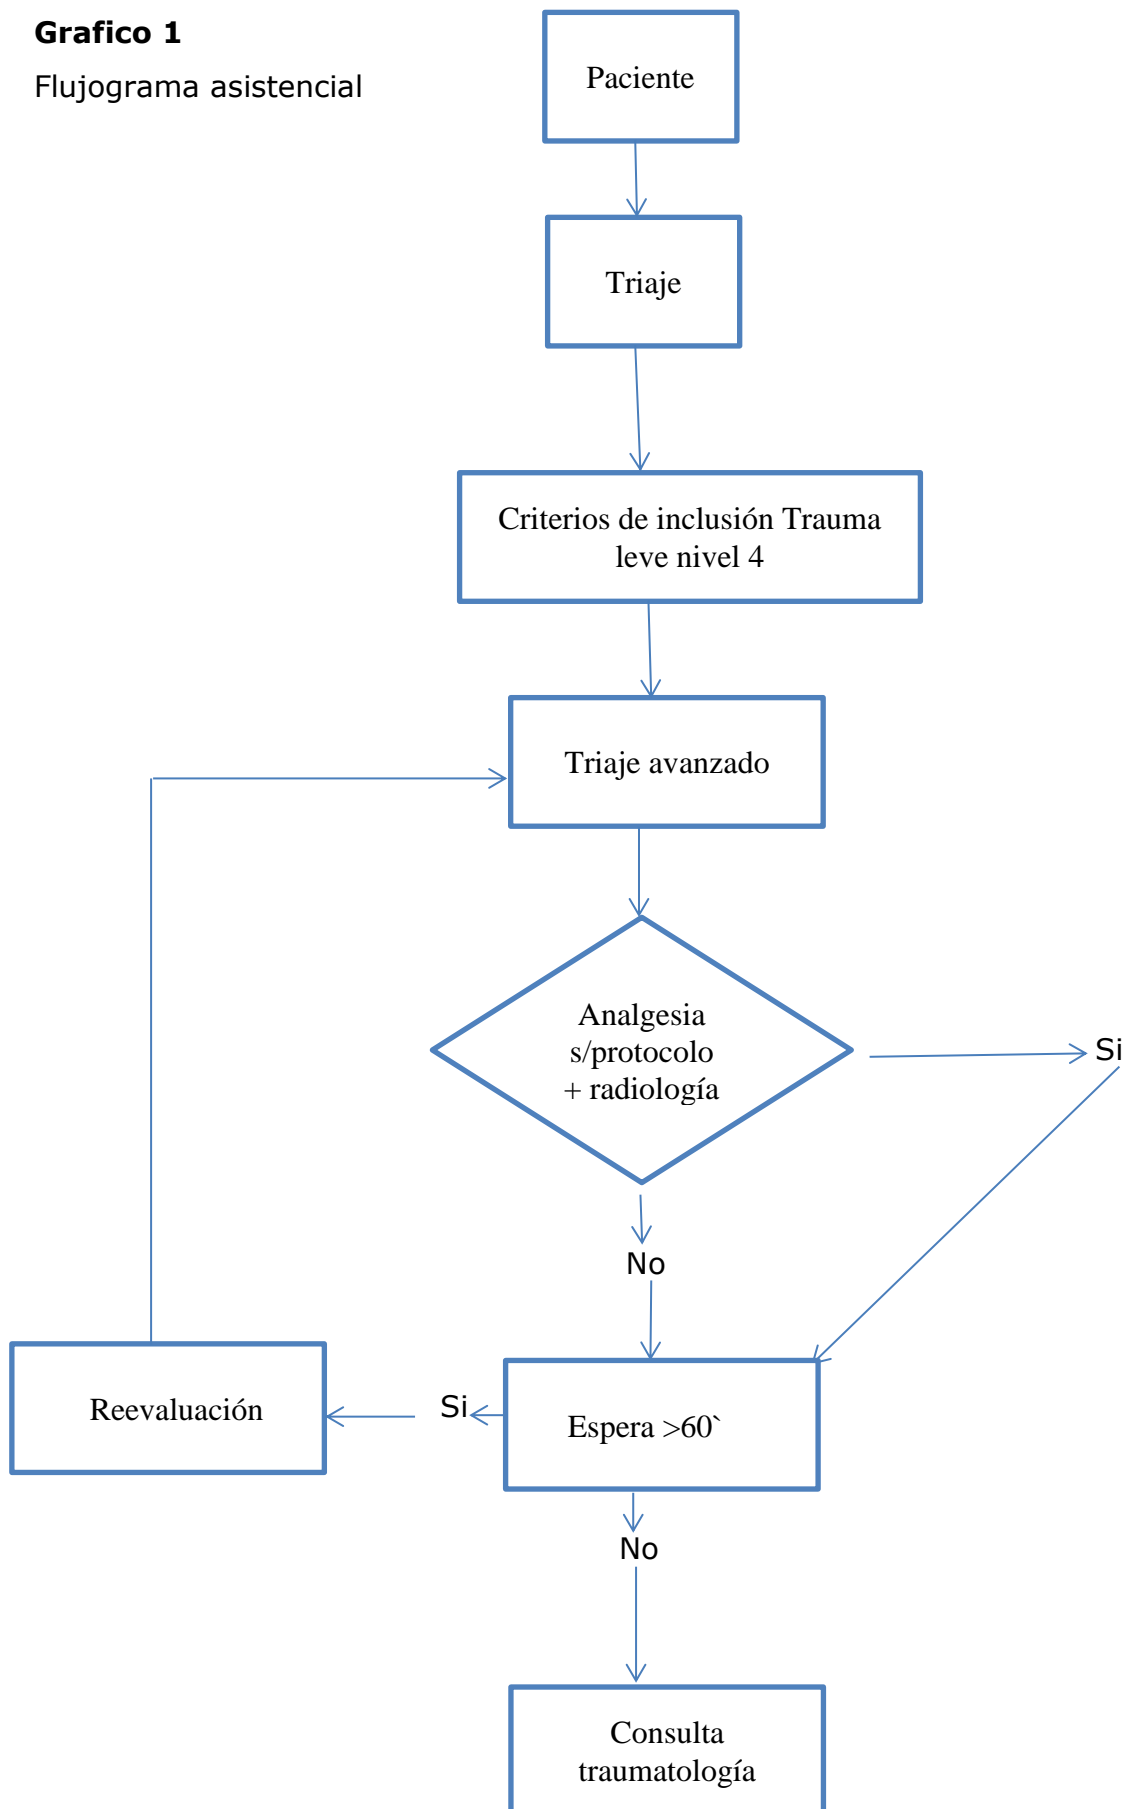 Grafico 1
Flujograma asistencial
Paciente
Triaje
Criterios de inclusión Trauma
leve nivel 4
Triaje avanzado
Analgesia
s/protocolo
+ radiología
Si
No
Reevaluación
Si
Espera >60`
No
Consulta
traumatología